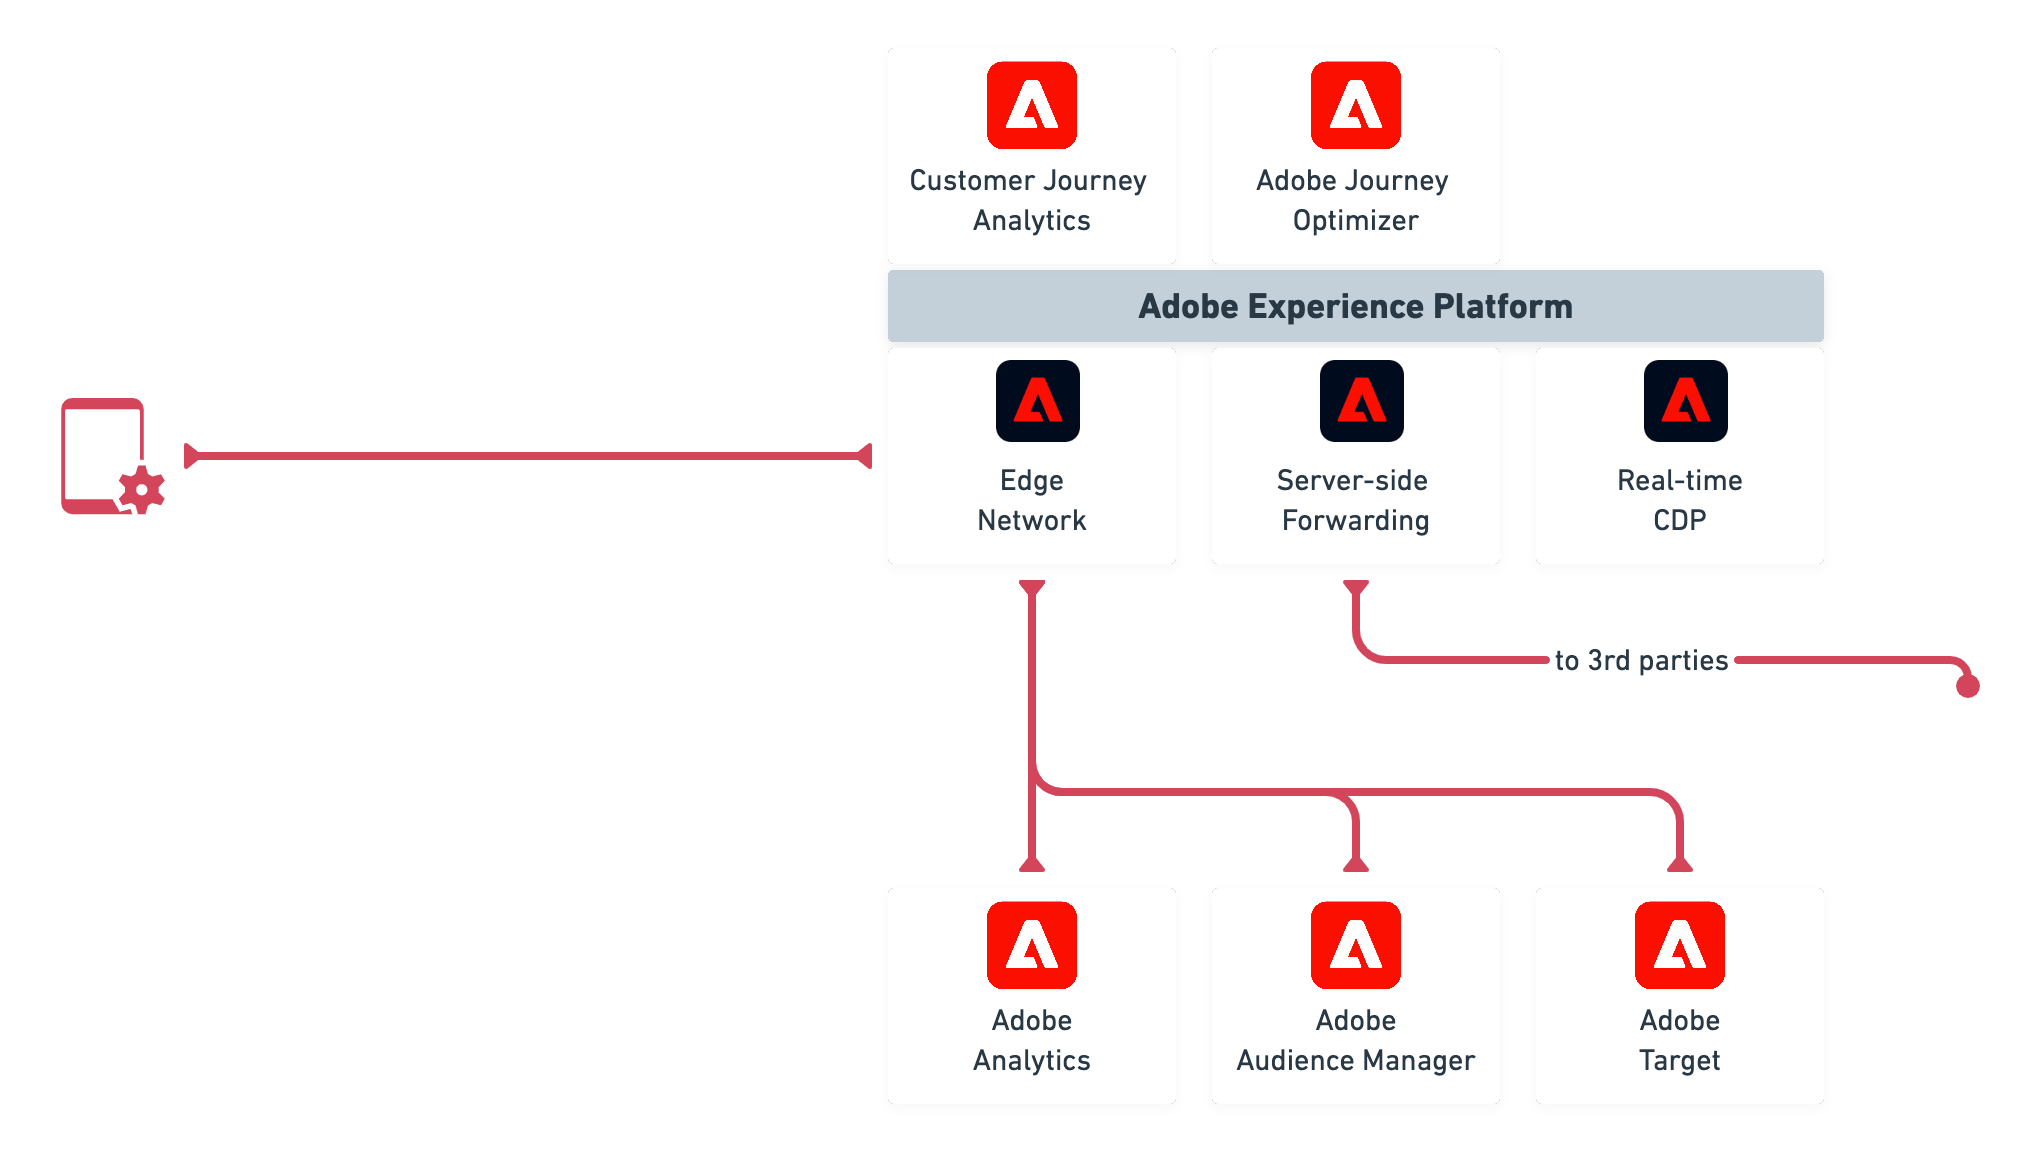 Customer Journey
Analytics
Adobe Journey
Optimizer
Adobe Experience Platform
Edge
Network
Server-side
Forwarding
Real-time
CDP
to 3rd parties
Adobe
Analytics
Adobe
Audience Manager
Adobe
Target